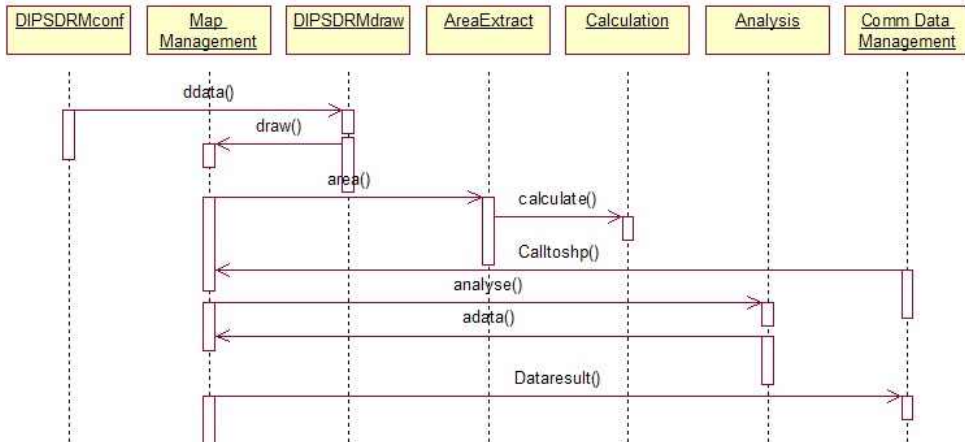 DIPSDRMconf
Map
Management
DIPSDRMdraw
AreaExtract
Calculation
Analysis
Comm Data
Management
ddata()
draw()
area()
calculate()
Calltoshp()
analyse()
adata()
Dataresult()